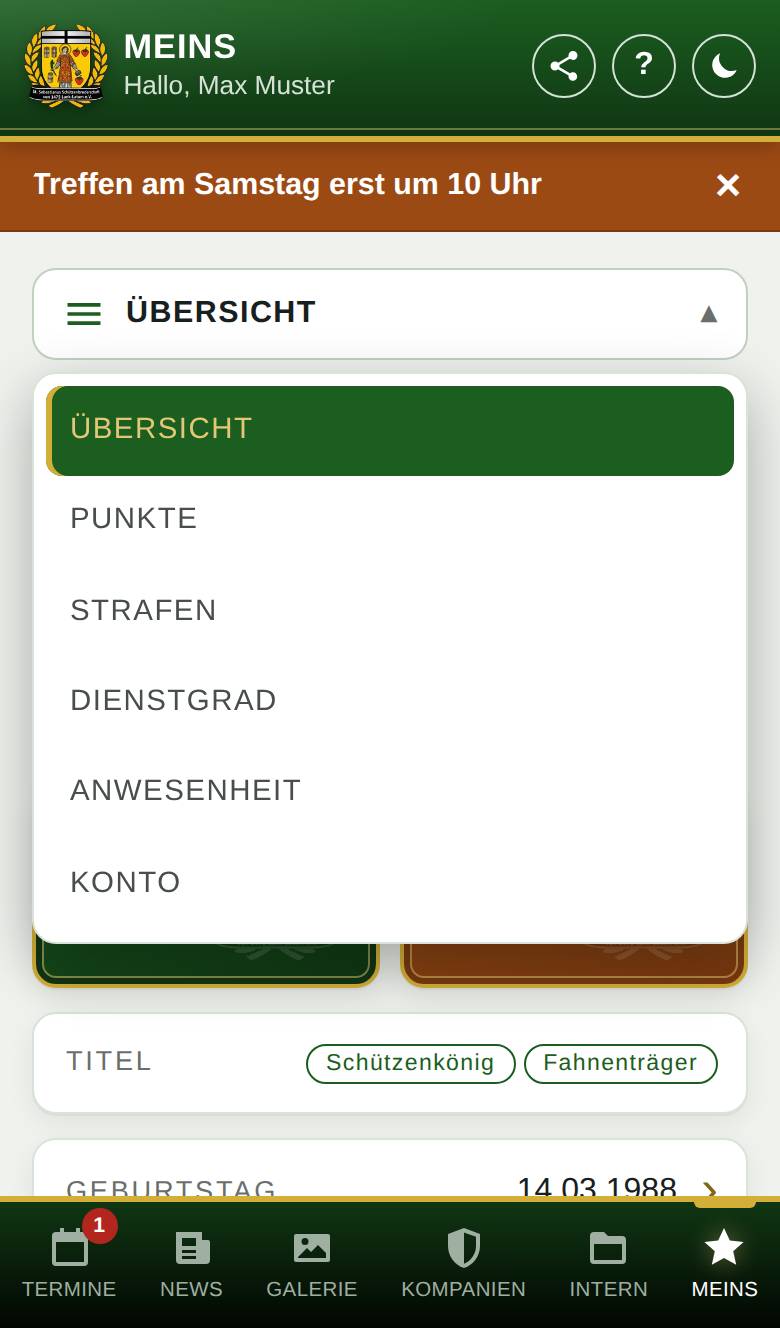 MEINS
Hallo, Max Muster
?
Treffen am Samstag erst um 10 Uhr
×
ÜBERSICHT
ÜBERSICHT
PUNKTE
STRAFEN
DIENSTGRAD
ANWESENHEIT
KONTO
TITEL Schützenkönig Fahnenträger
GEBURTSTAG 14.03.1988
1
TERMINE NEWS GALERIE KOMPANIEN INTERN MEINS